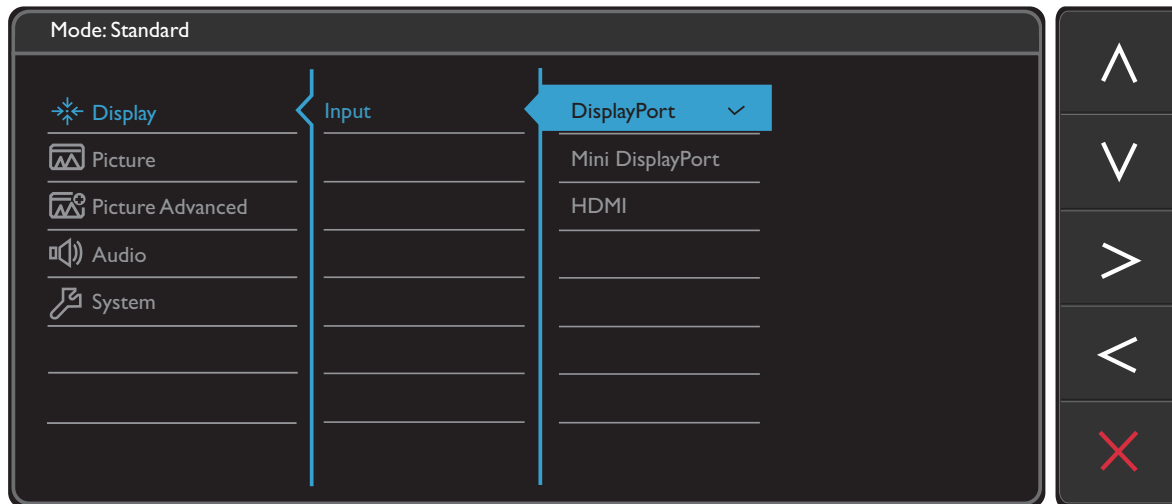 Mode: Standard
Display
Input
DisplayPort
Picture
Mini DisplayPort
Picture Advanced
HDMI
Audio
System